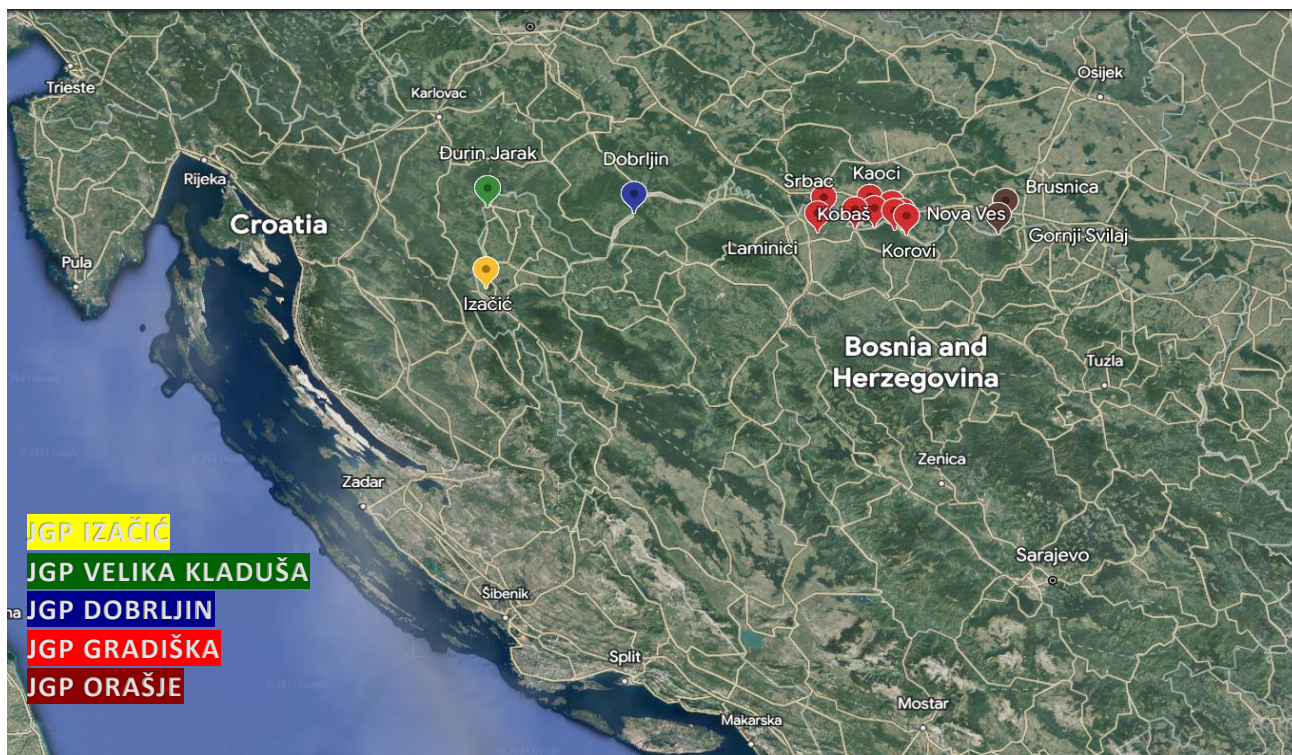 Osijek
Trieste
Karlovac
Đurin Jarak
Dobrljin
Rijeka
Srbac
Kaoci
Brusnica
Croatia
Kobaš
Nova Ves
Laminici
Korovi
Gornji Svilaj
Pula
Izačić
Bosnia and
Herzegovina
Tuzla
Zenica
Zadar
JGP IZAČIĆ
JGP VELIKA KLADUŠA
JGP DOBRLJIN
JGP GRADIŠKA
JGP ORAŠJE
Sarajevo
Šibenik
na
Split
Mostar
Makarska